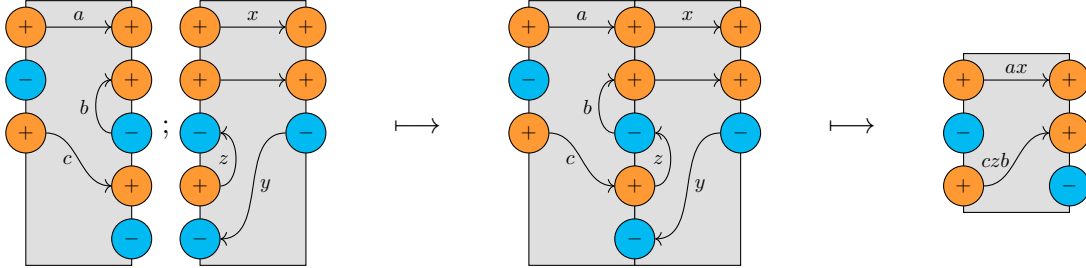 a x a x
+ + + + + + +
ax
− + + + − + + + +
b b
+ − ; − − ↦ + − − ↦ − +
c z c z czb
+ + y + y + −
− − −